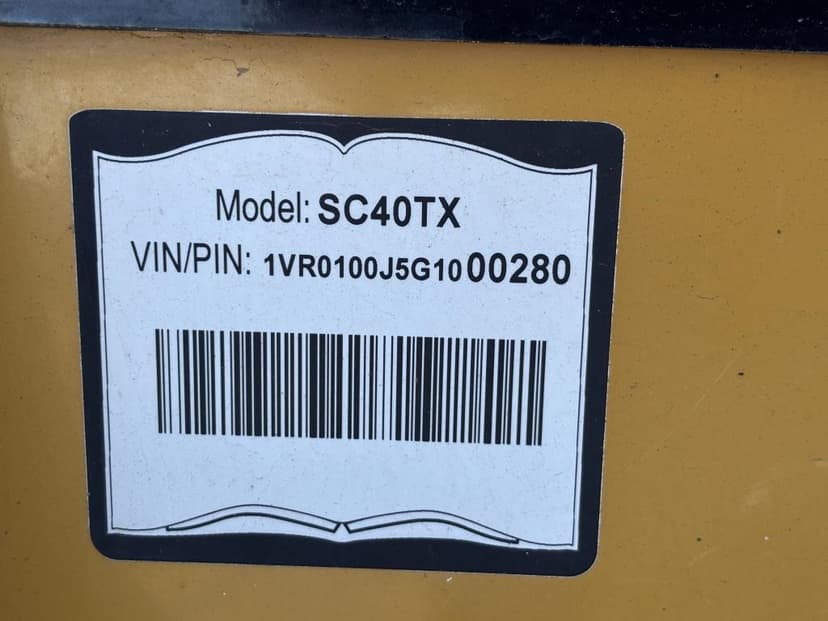 Model: SC40TX
VIN/PIN: 1VR0100J5G1000280